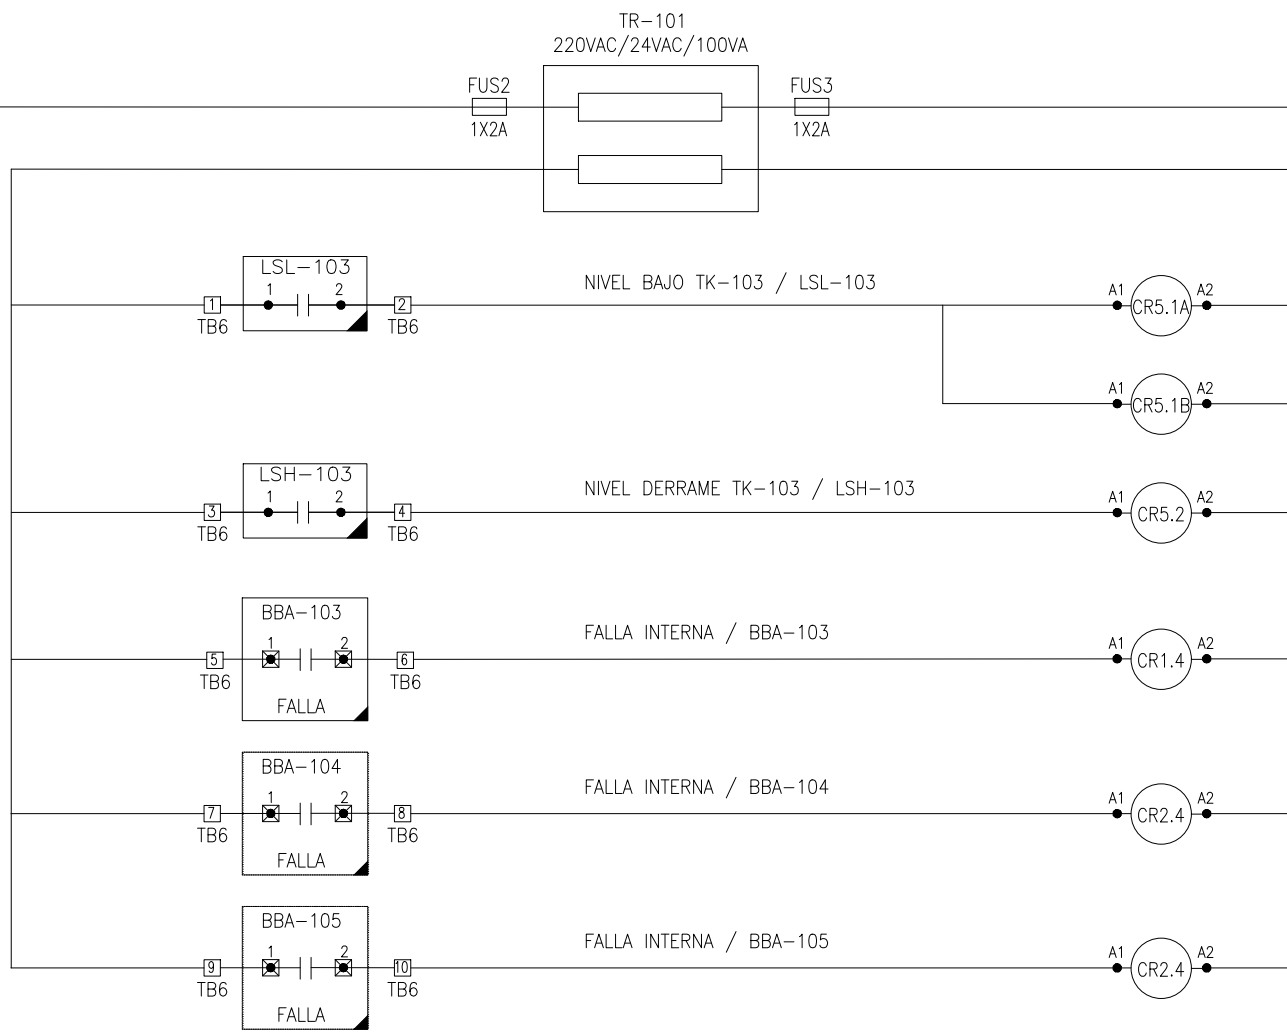 TR-101
220VAC/24VAC/100VA
FUS2
FUS3
1X2A
1X2A
LSL-103
NIVEL BAJO TK-103 / LSL-103
1 2
A1 A2
1
2
CR5.1A
TB6
TB6
A1 A2
CR5.1B
LSH-103
NIVEL DERRAME TK-103 / LSH-103
1 2
A1 A2
3
4
CR5.2
TB6
TB6
BBA-103
FALLA INTERNA / BBA-103
1 2
A1 A2
5
6
CR1.4
TB6
TB6
FALLA
BBA-104
FALLA INTERNA / BBA-104
1 2
A1 A2
7
8
CR2.4
TB6
TB6
FALLA
BBA-105
FALLA INTERNA / BBA-105
1 2
A1 A2
9
10
CR2.4
TB6
TB6
FALLA